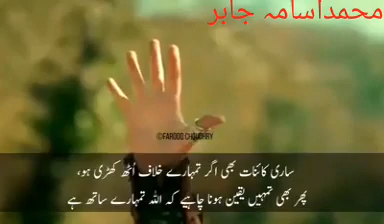 محمداسامہ جابر
©FAROOQ CHOUDHRY
ساری کائنات بھی اگر تمہارے خلاف اُٹھ کھڑی ہو،
پھر بھی تمہیں یقین ہونا چاہیے کہ اللہ تمہارے ساتھ ہے